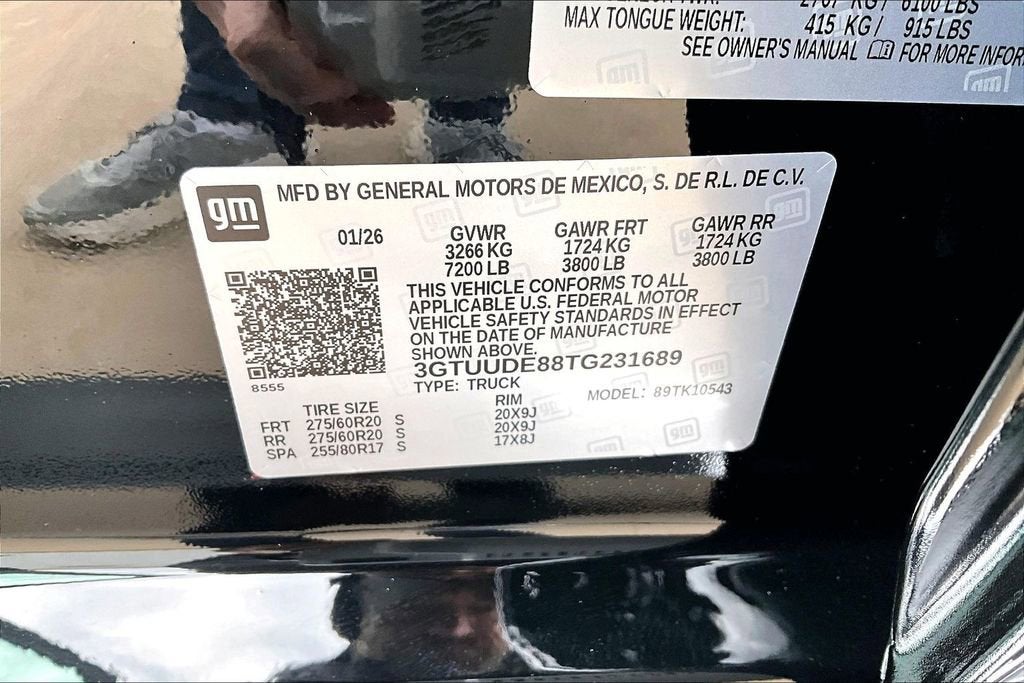 2767 KG / 6100 LBS
MAX TONGUE WEIGHT: 415 KG / 915 LBS
SEE OWNER'S MANUAL FOR MORE INFOR
gm
MFD BY GENERAL MOTORS DE MEXICO, S. DE R.L. DE C.V.
01/26 GVWR GAWR FRT GAWR RR
3266 KG 1724 KG 1724 KG
7200 LB 3800 LB 3800 LB
THIS VEHICLE CONFORMS TO ALL
APPLICABLE U.S. FEDERAL MOTOR
VEHICLE SAFETY STANDARDS IN EFFECT
ON THE DATE OF MANUFACTURE
SHOWN ABOVE.
3GTUUDE88TG231689
8555 TYPE: TRUCK MODEL: 89TK10543
TIRE SIZE RIM
FRT 275/60R20 S 20X9J
RR 275/60R20 S 20X9J
SPA 255/80R17 S 17X8J